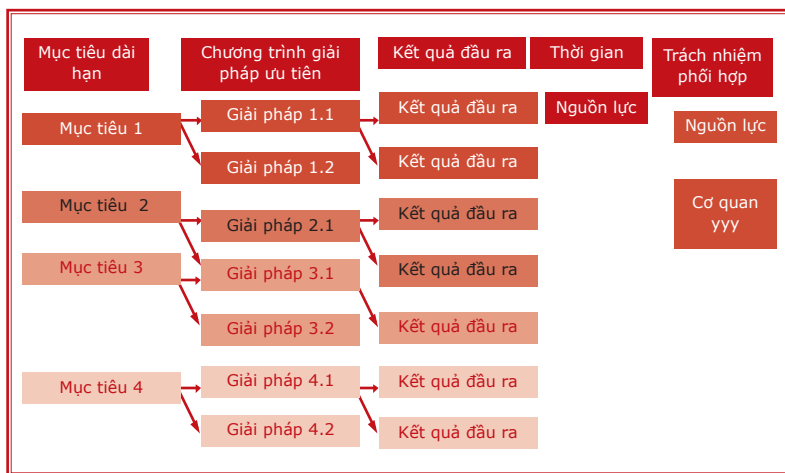 Mục tiêu dài
hạn
Chương trình giải
pháp ưu tiên
Kết quả đầu ra
Thời gian
Trách nhiệm
phối hợp
Nguồn lực
Nguồn lực
Mục tiêu 1
Giải pháp 1.1
Kết quả đầu ra
Giải pháp 1.2
Kết quả đầu ra
Cơ quan
yyy
Mục tiêu 2
Giải pháp 2.1
Kết quả đầu ra
Kết quả đầu ra
Mục tiêu 3
Giải pháp 3.1
Giải pháp 3.2
Kết quả đầu ra
Mục tiêu 4
Giải pháp 4.1
Kết quả đầu ra
Giải pháp 4.2
Kết quả đầu ra